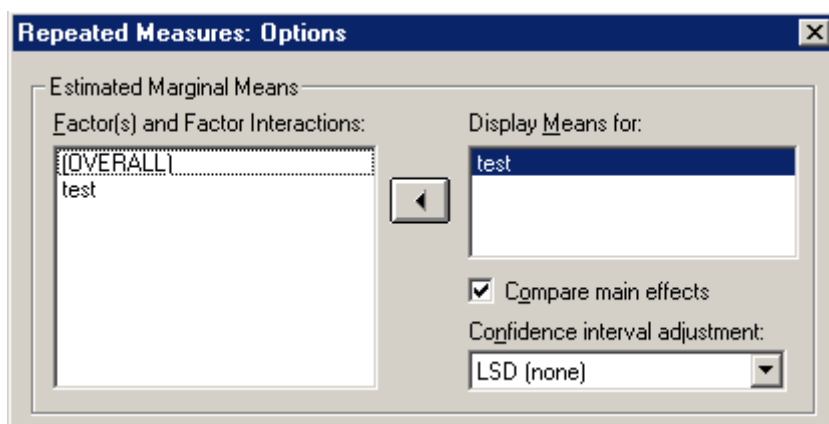 Repeated Measures: Options
Estimated Marginal Means
Factor(s) and Factor Interactions:
(OVERALL)
test
Display Means for:
test
Compare main effects
Confidence interval adjustment:
LSD (none)